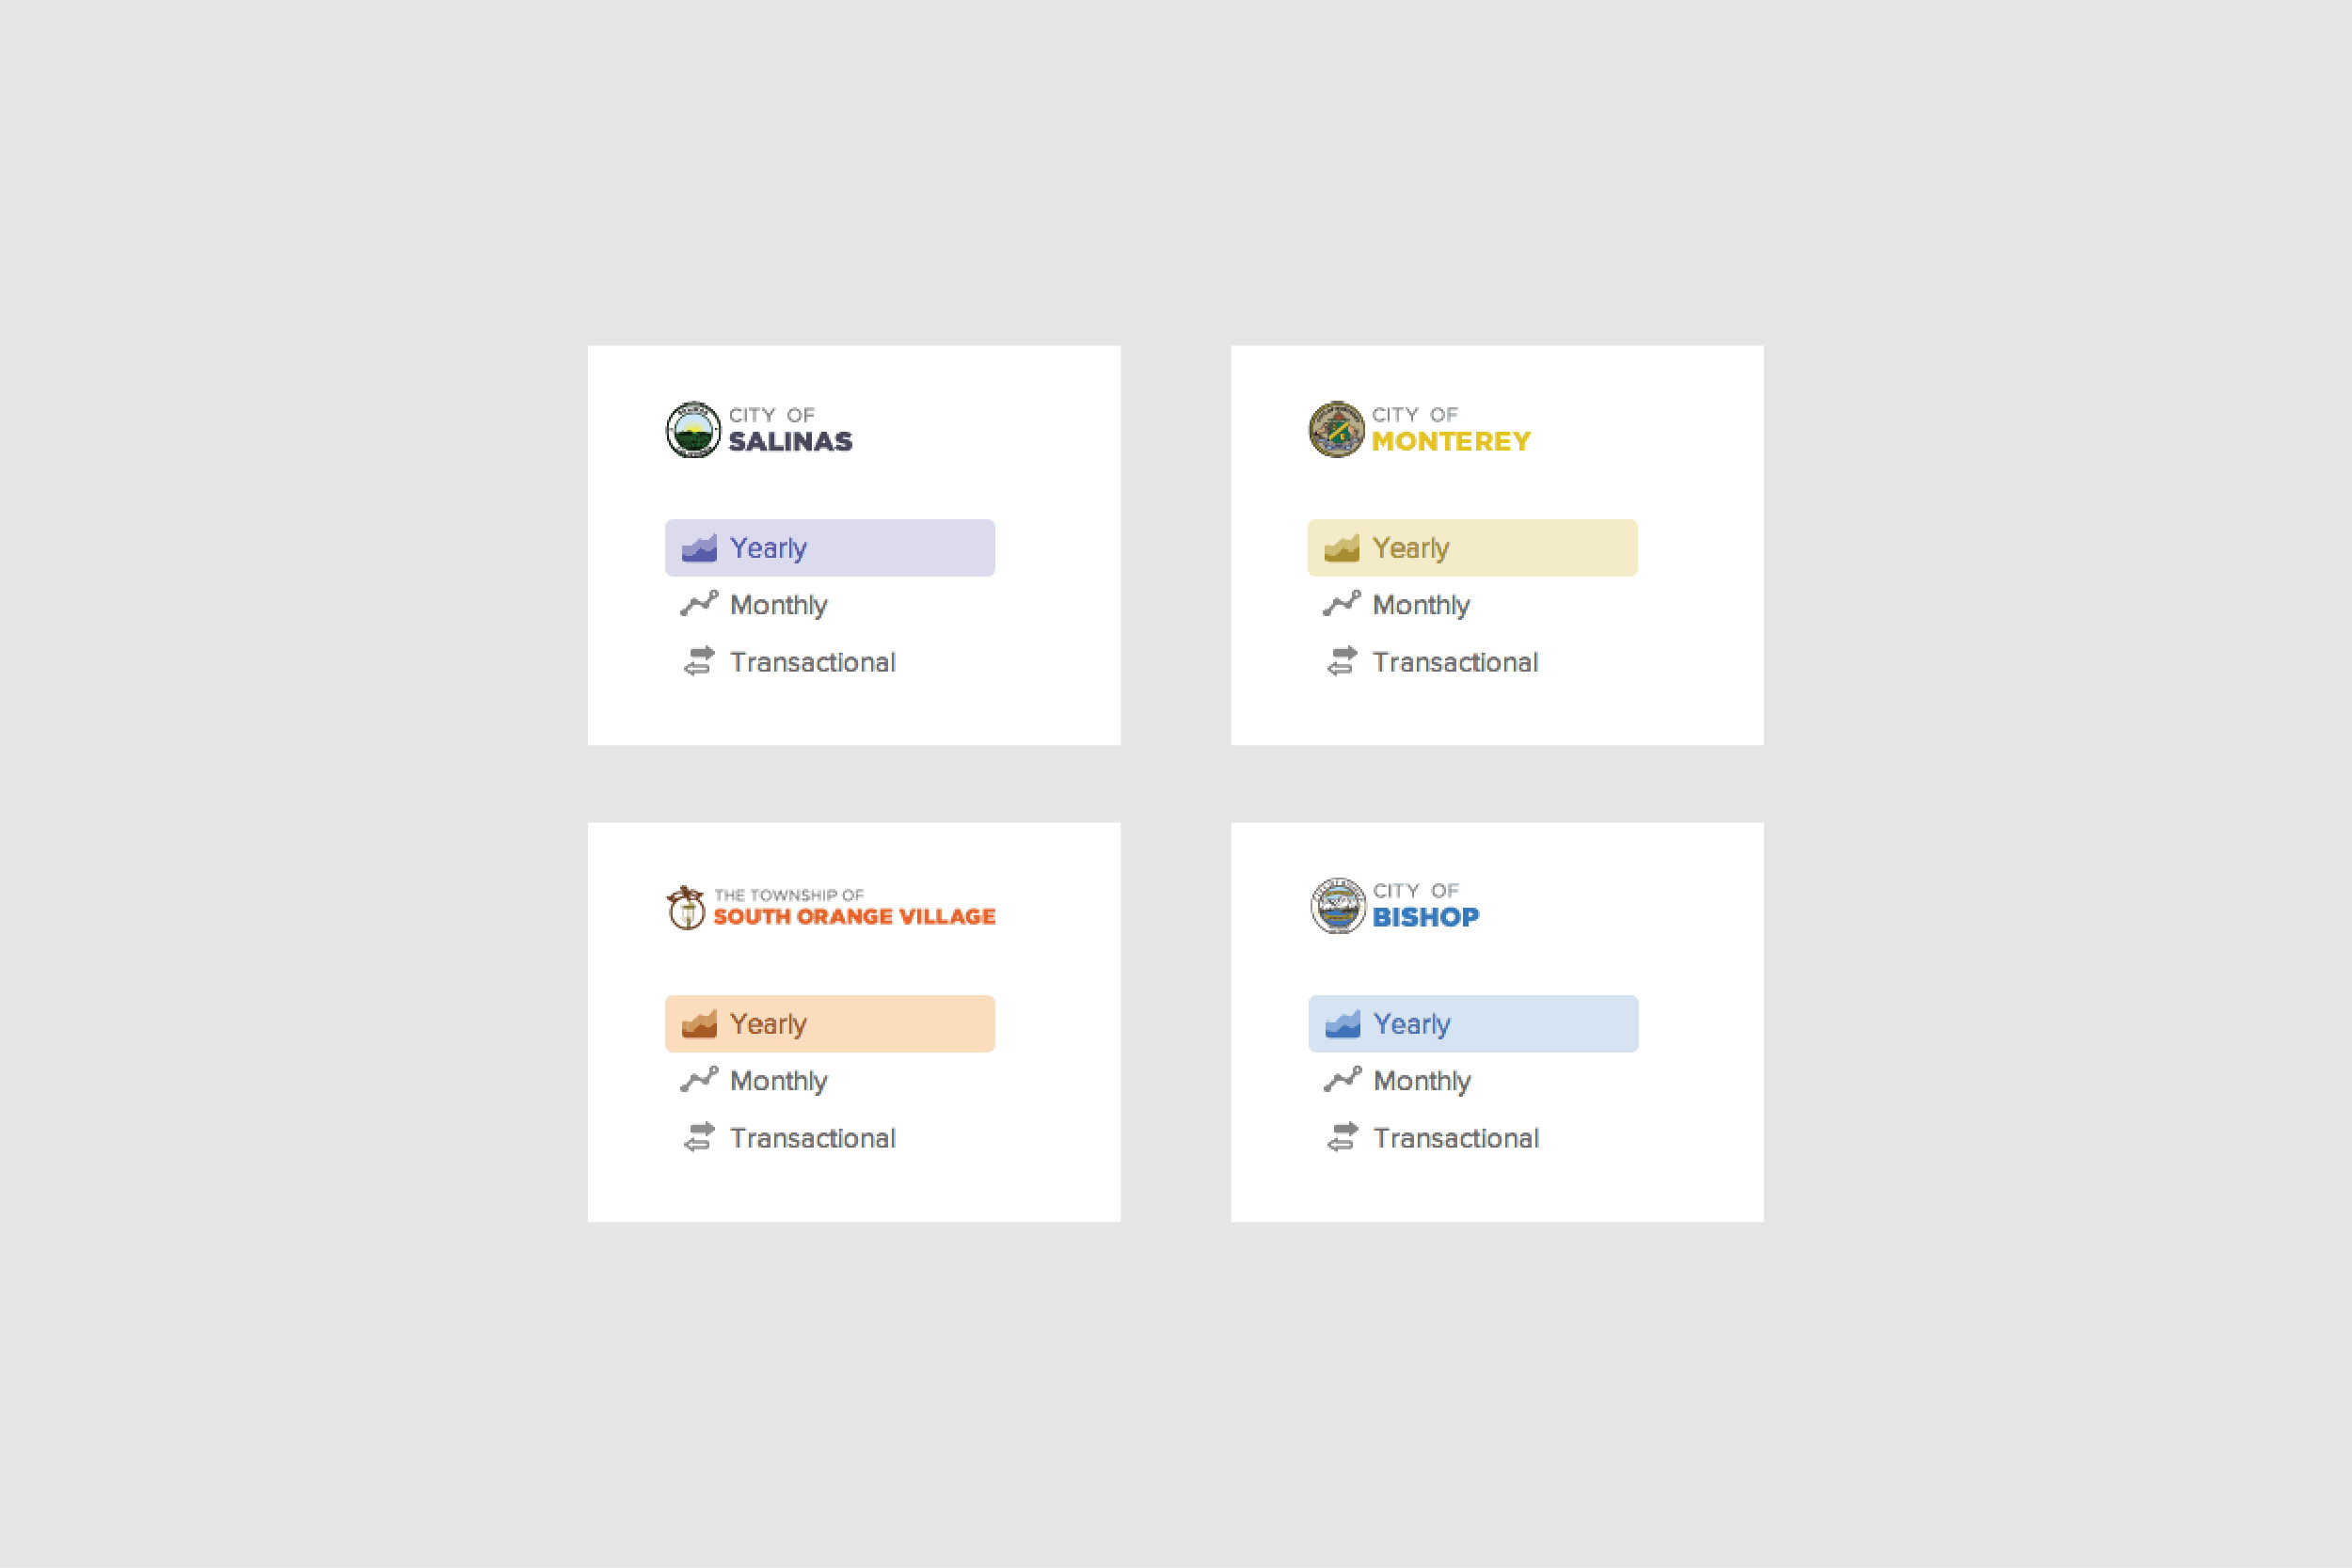 CITY OF
SALINAS
Yearly
Monthly
Transactional
CITY OF
MONTEREY
Yearly
Monthly
Transactional
THE TOWNSHIP OF
SOUTH ORANGE VILLAGE
Yearly
Monthly
Transactional
CITY OF
BISHOP
Yearly
Monthly
Transactional